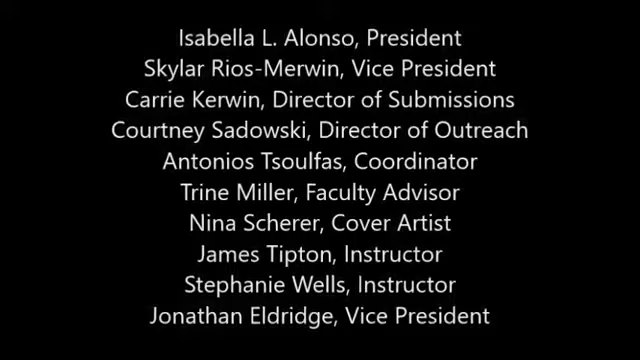 Isabella L. Alonso, President
Skylar Rios-Merwin, Vice President
Carrie Kerwin, Director of Submissions
Courtney Sadowski, Director of Outreach
Antonios Tsoulfas, Coordinator
Trine Miller, Faculty Advisor
Nina Scherer, Cover Artist
James Tipton, Instructor
Stephanie Wells, Instructor
Jonathan Eldridge, Vice President